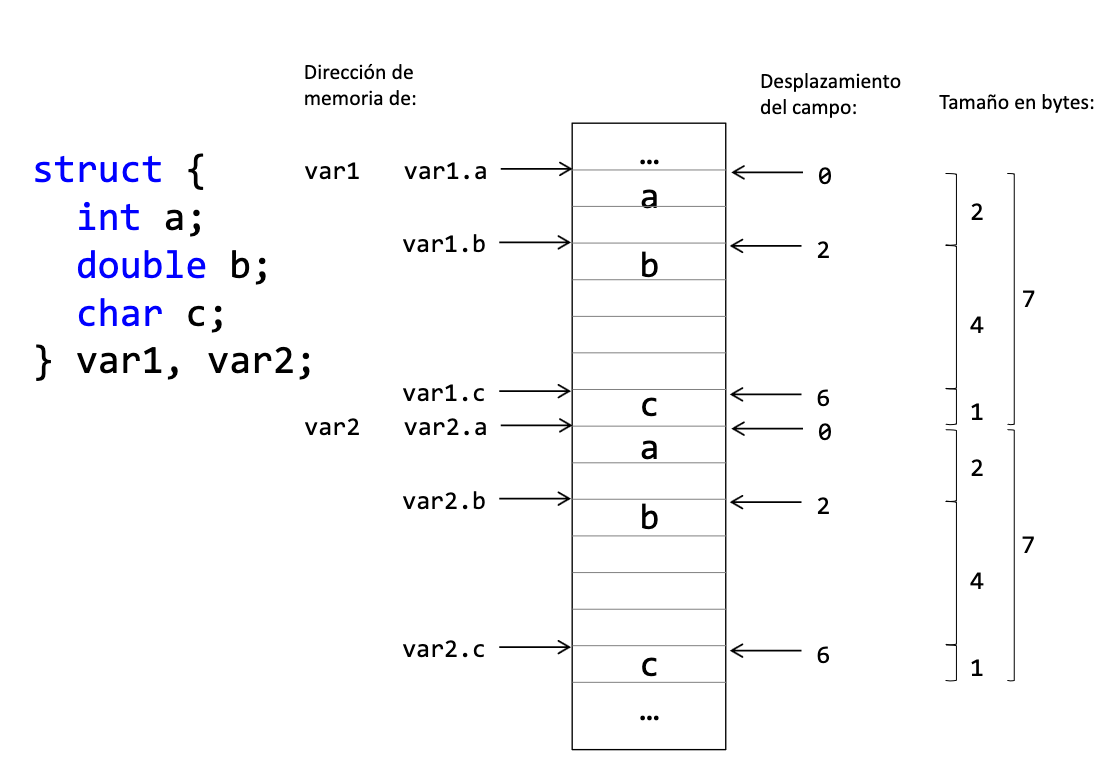 Dirección de
memoria de:
Desplazamiento
del campo:
Tamaño en bytes:
struct {
int a;
double b;
char c;
} var1, var2;
…
var1 var1.a a 0
2
var1.b b 2
4
7
var1.c c 6
1
var2 var2.a a 0
2
var2.b b 2
4
7
var2.c c 6
1
…